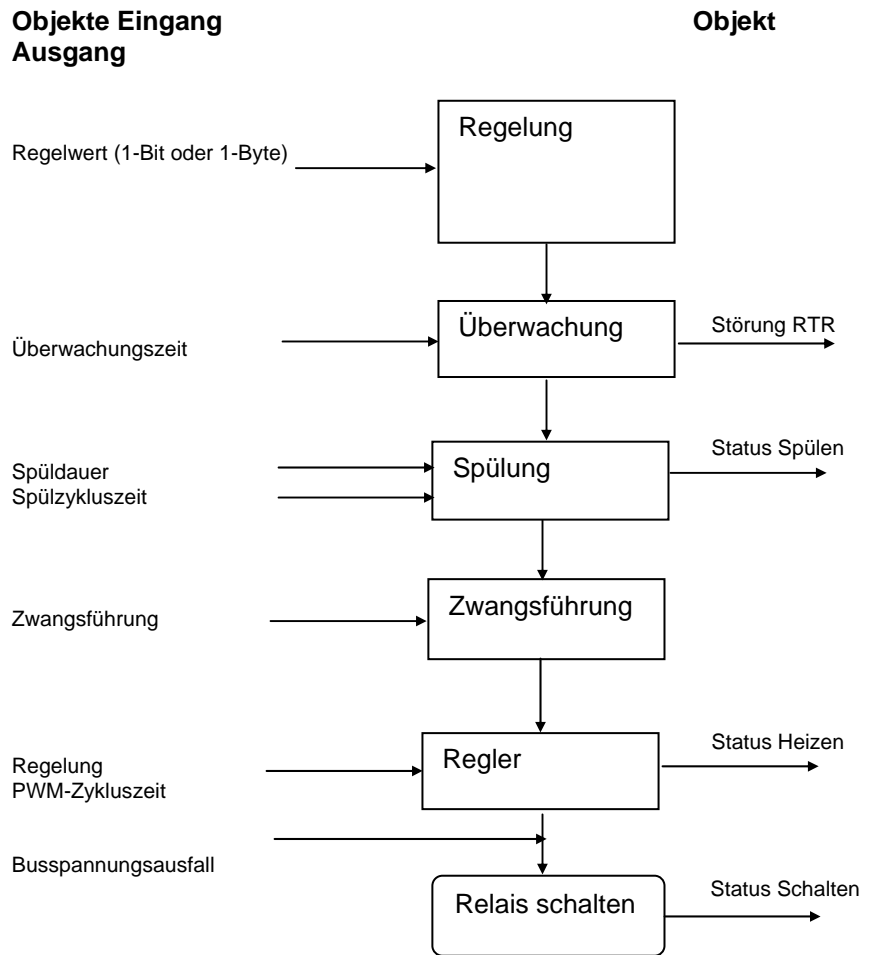 Objekte Eingang Objekt
Ausgang
Regelung
Regelwert (1-Bit oder 1-Byte)
Überwachung
Störung RTR
Überwachungszeit
Spülung
Status Spülen
Spüldauer
Spülzykluszeit
Zwangsführung
Zwangsführung
Regler
Status Heizen
Regelung
PWM-Zykluszeit
Busspannungsausfall
Relais schalten
Status Schalten